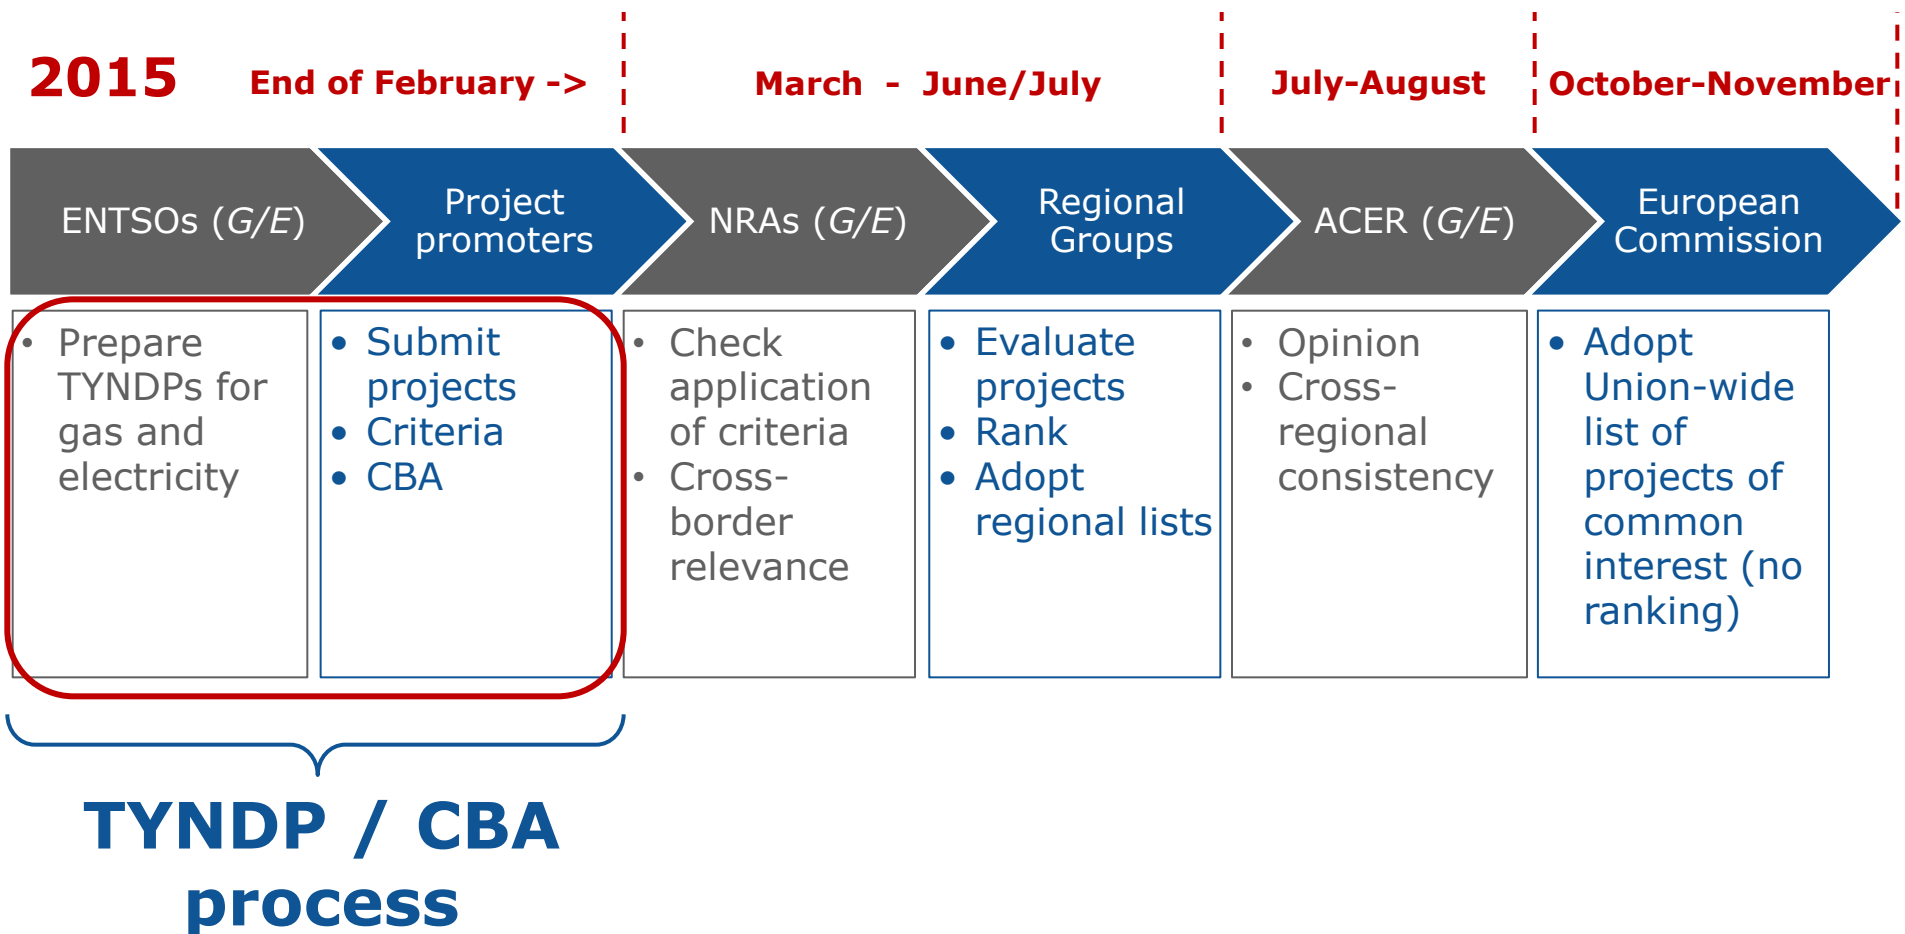 2015 End of February -> March - June/July July-August October-November
ENTSOs (G/E)
Project
promoters
NRAs (G/E)
Regional
Groups
ACER (G/E)
European
Commission
• Prepare
TYNDPs for
gas and
electricity
• Submit
projects
• Criteria
• CBA
• Check
application
of criteria
• Cross-
border
relevance
• Evaluate
projects
• Rank
• Adopt
regional lists
• Opinion
• Cross-
regional
consistency
• Adopt
Union-wide
list of
projects of
common
interest (no
ranking)
TYNDP / CBA
process